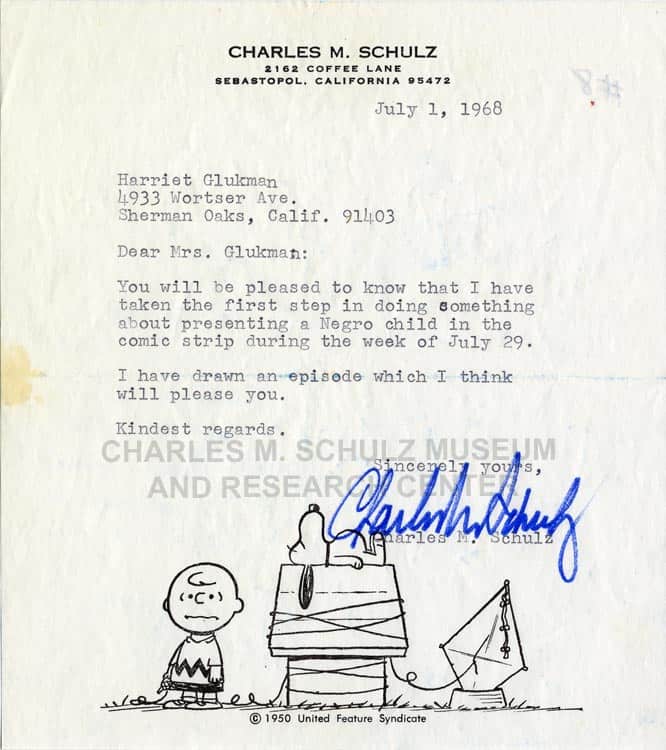 CHARLES M. SCHULZ
2162 COFFEE LANE
SEBASTOPOL, CALIFORNIA 95472
#8
July 1, 1968
Harriet Glukman
4933 Wortser Ave.
Sherman Oaks, Calif. 91403
Dear Mrs. Glukman:
You will be pleased to know that I have
taken the first step in doing something
about presenting a Negro child in the
comic strip during the week of July 29.
I have drawn an episode which I think
will please you.
Kindest regards.
CHARLES M. SCHULZ MUSEUM
AND RESEARCH CENTER
Sincerely yours,
Charles M. Schulz
Charles M. Schulz
© 1950 United Feature Syndicate